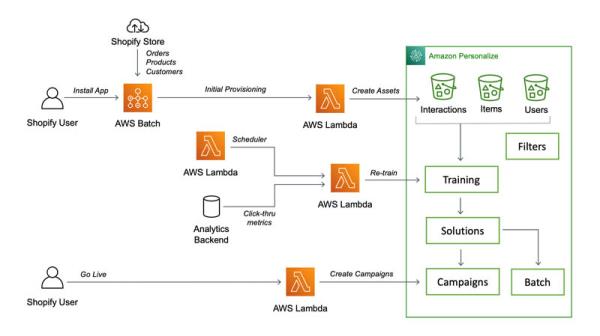 Shopify Store
Orders
Products
Customers
Amazon Personalize
Install App
Initial Provisioning
Create Assets
Shopify User
AWS Batch
AWS Lambda
Interactions
Items
Users
Filters
Scheduler
AWS Lambda
Re-train
Training
AWS Lambda
Click-thru
metrics
Analytics
Backend
Solutions
Go Live
Create Campaigns
Campaigns
Batch
Shopify User
AWS Lambda